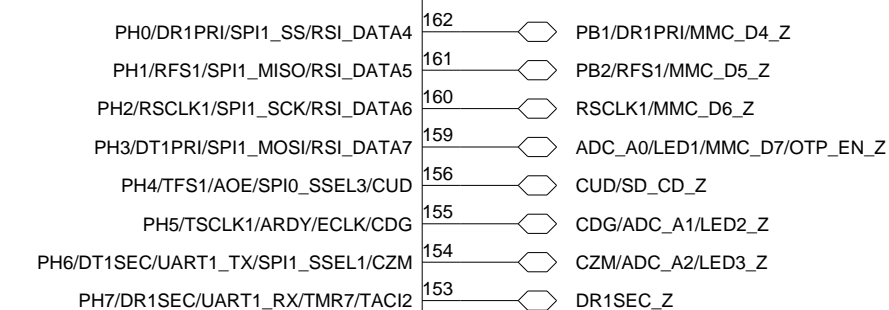 PH0/DR1PRI/SPI1_SS/RSI_DATA4 162 PB1/DR1PRI/MMC_D4_Z
PH1/RFS1/SPI1_MISO/RSI_DATA5 161 PB2/RFS1/MMC_D5_Z
PH2/RSCLK1/SPI1_SCK/RSI_DATA6 160 RSCLK1/MMC_D6_Z
PH3/DT1PRI/SPI1_MOSI/RSI_DATA7 159 ADC_A0/LED1/MMC_D7/OTP_EN_Z
PH4/TFS1/AOE/SPI0_SSEL3/CUD 156 CUD/SD_CD_Z
PH5/TSCLK1/ARDY/ECLK/CDG 155 CDG/ADC_A1/LED2_Z
PH6/DT1SEC/UART1_TX/SPI1_SSEL1/CZM 154 CZM/ADC_A2/LED3_Z
PH7/DR1SEC/UART1_RX/TMR7/TACI2 153 DR1SEC_Z